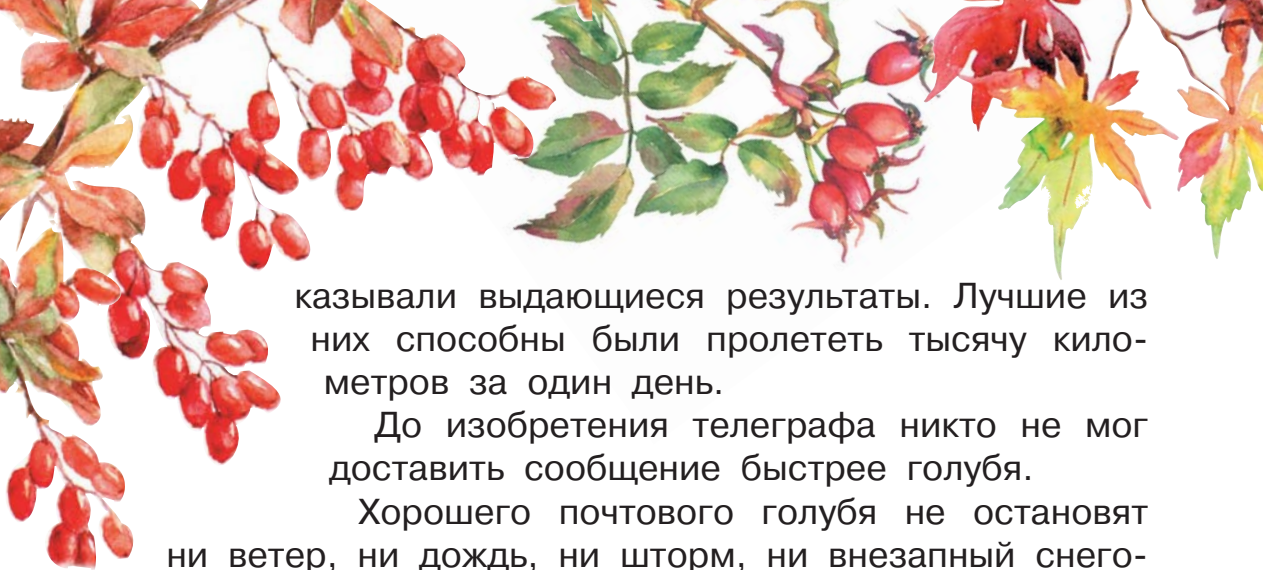 казывали выдающиеся результаты. Лучшие из
них способны были пролететь тысячу кило-
метров за один день.
До изобретения телеграфа никто не мог
доставить сообщение быстрее голубя.
Хорошего почтового голубя не остановят
ни ветер, ни дождь, ни шторм, ни внезапный снего-